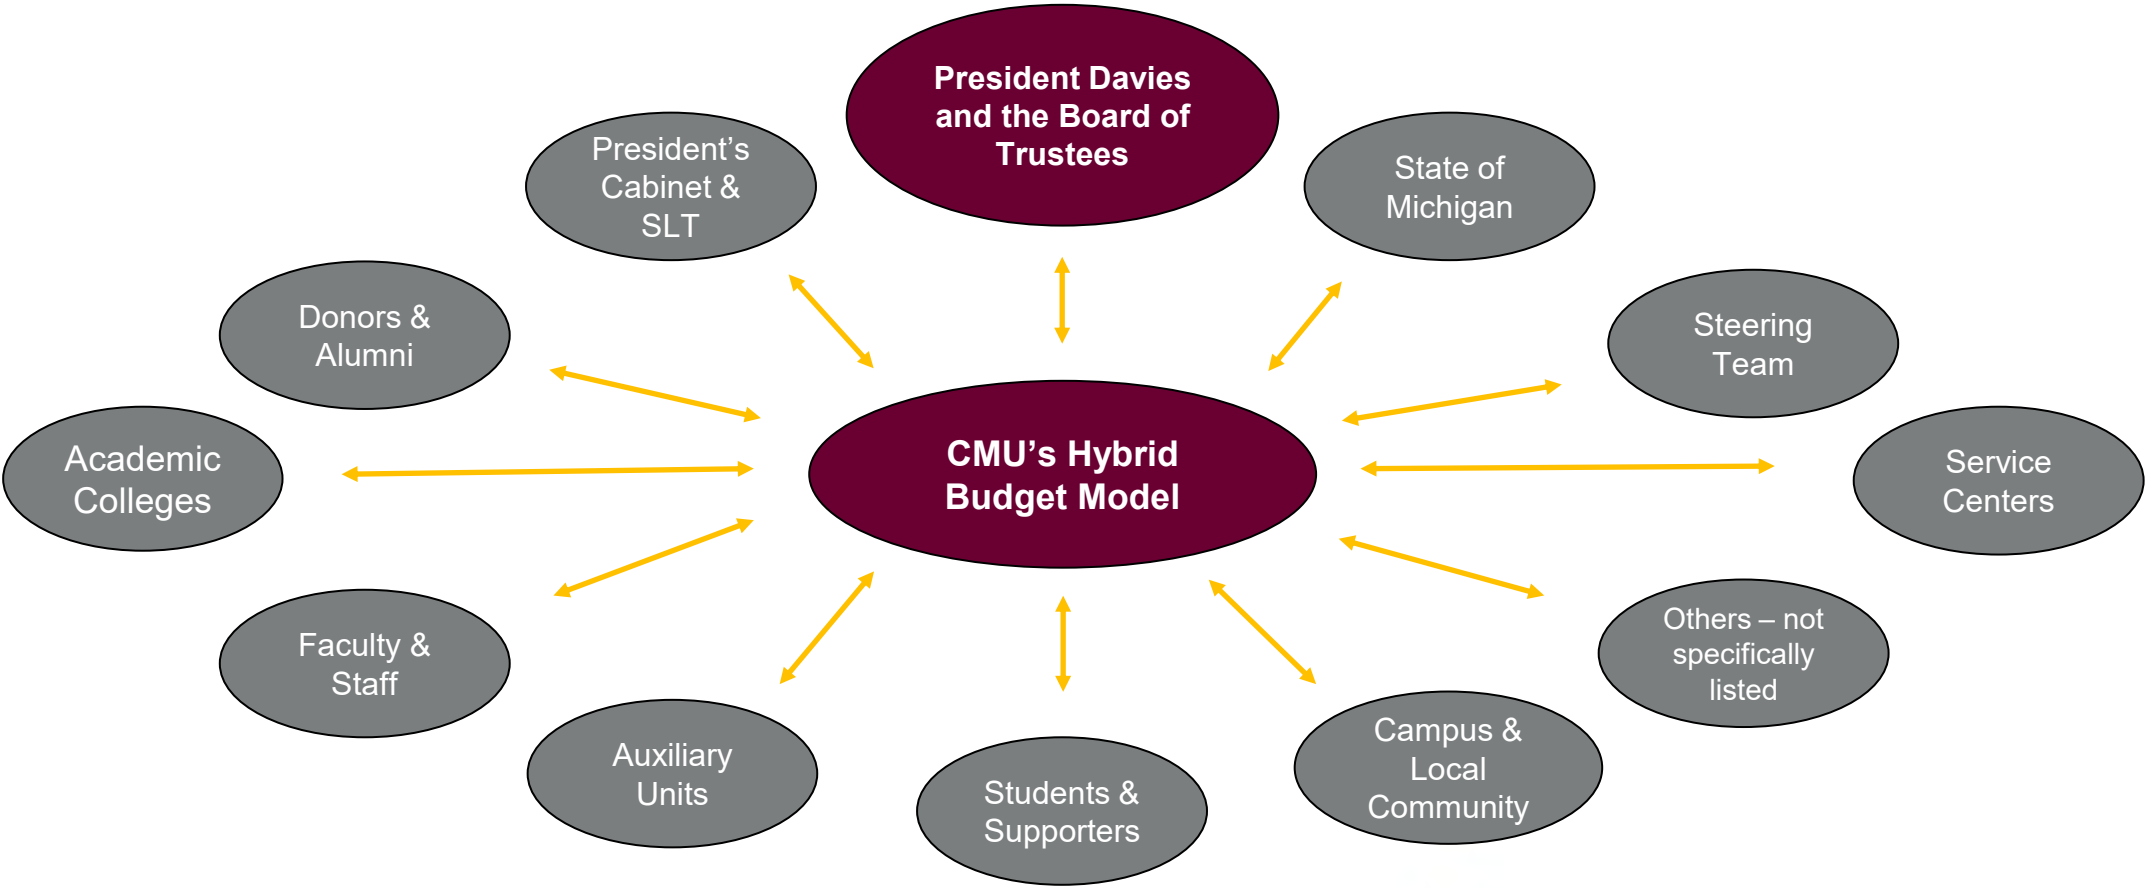 President Davies
and the Board of
Trustees
President’s
Cabinet &
SLT
State of
Michigan
Donors &
Alumni
Steering
Team
Academic
Colleges
CMU’s Hybrid
Budget Model
Service
Centers
Faculty &
Staff
Others – not
specifically
listed
Auxiliary
Units
Students &
Supporters
Campus &
Local
Community